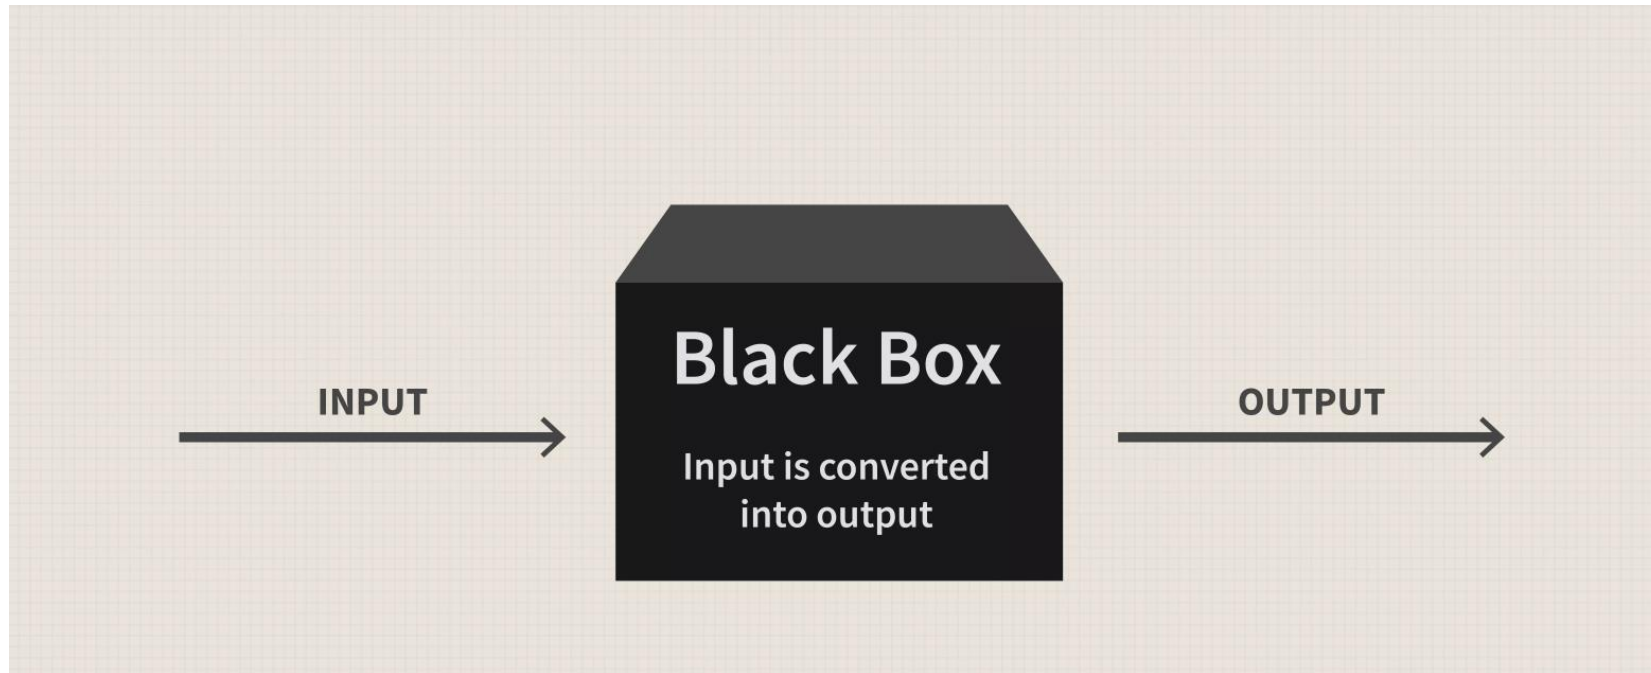 INPUT
Black Box
Input is converted
into output
OUTPUT